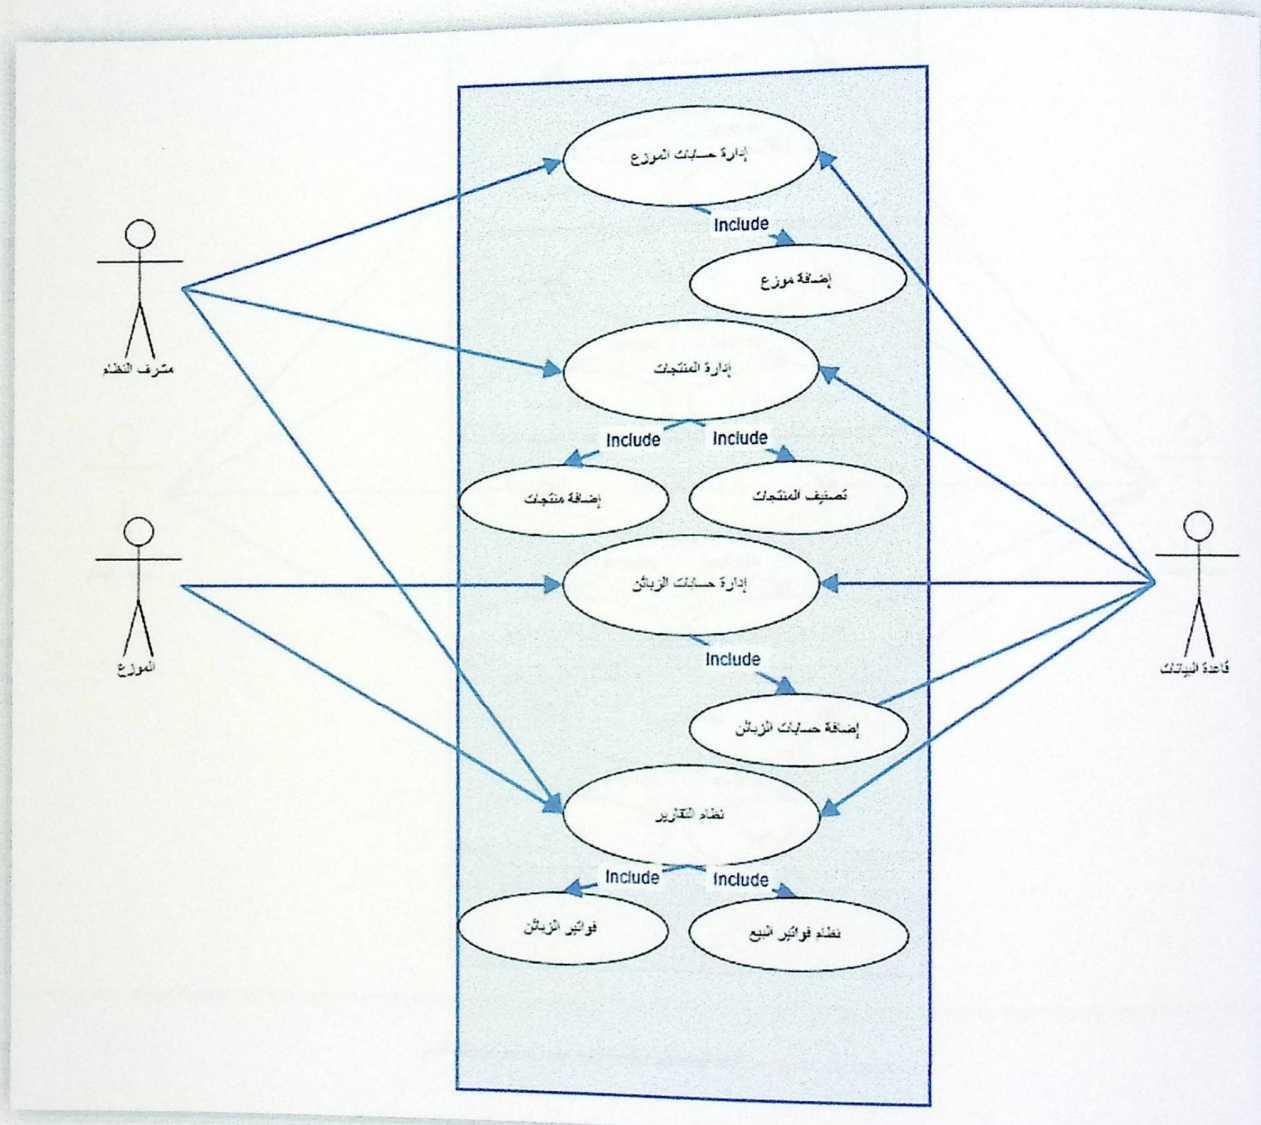 إدارة حسابات الموزع
Include
إضافة موزع
مشرف النظام
إدارة المنتجات
Include
Include
تصنيف المنتجات
إضافة منتجات
إدارة حسابات الزبائن
الموزع
قاعدة البيانات
Include
إضافة حسابات الزبائن
نظام التقارير
Include
Include
نظام فواتير البيع
فواتير الزبائن